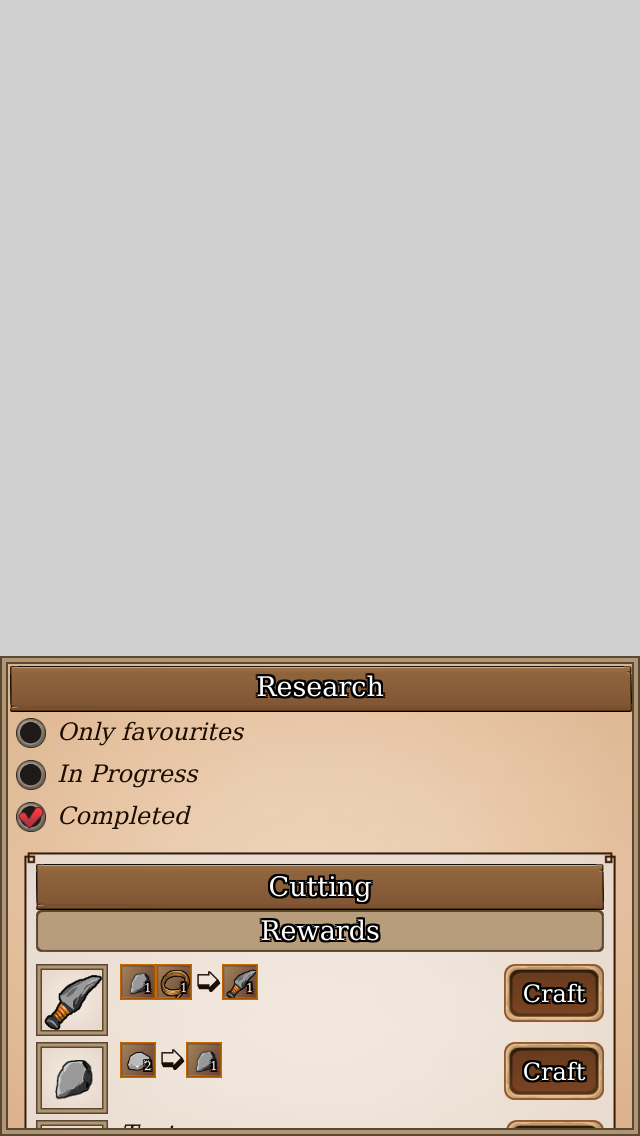 Research
Only favourites
In Progress
Completed
Cutting
Rewards
1 1 1
Craft
2 1
Craft